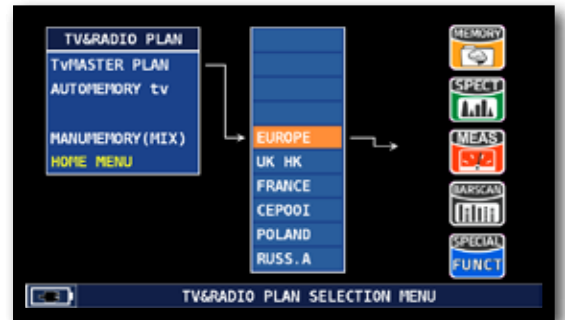 TV&RADIO PLAN
TvMASTER PLAN
AUTOMEMORY tv
MANUMEMORY(MIX)
HOME MENU
EUROPE
UK HK
FRANCE
CEPOOI
POLAND
RUSS.A
MEMORY
SPECT
MEAS
BARSCAN
SPECIAL
FUNCT
TV&RADIO PLAN SELECTION MENU